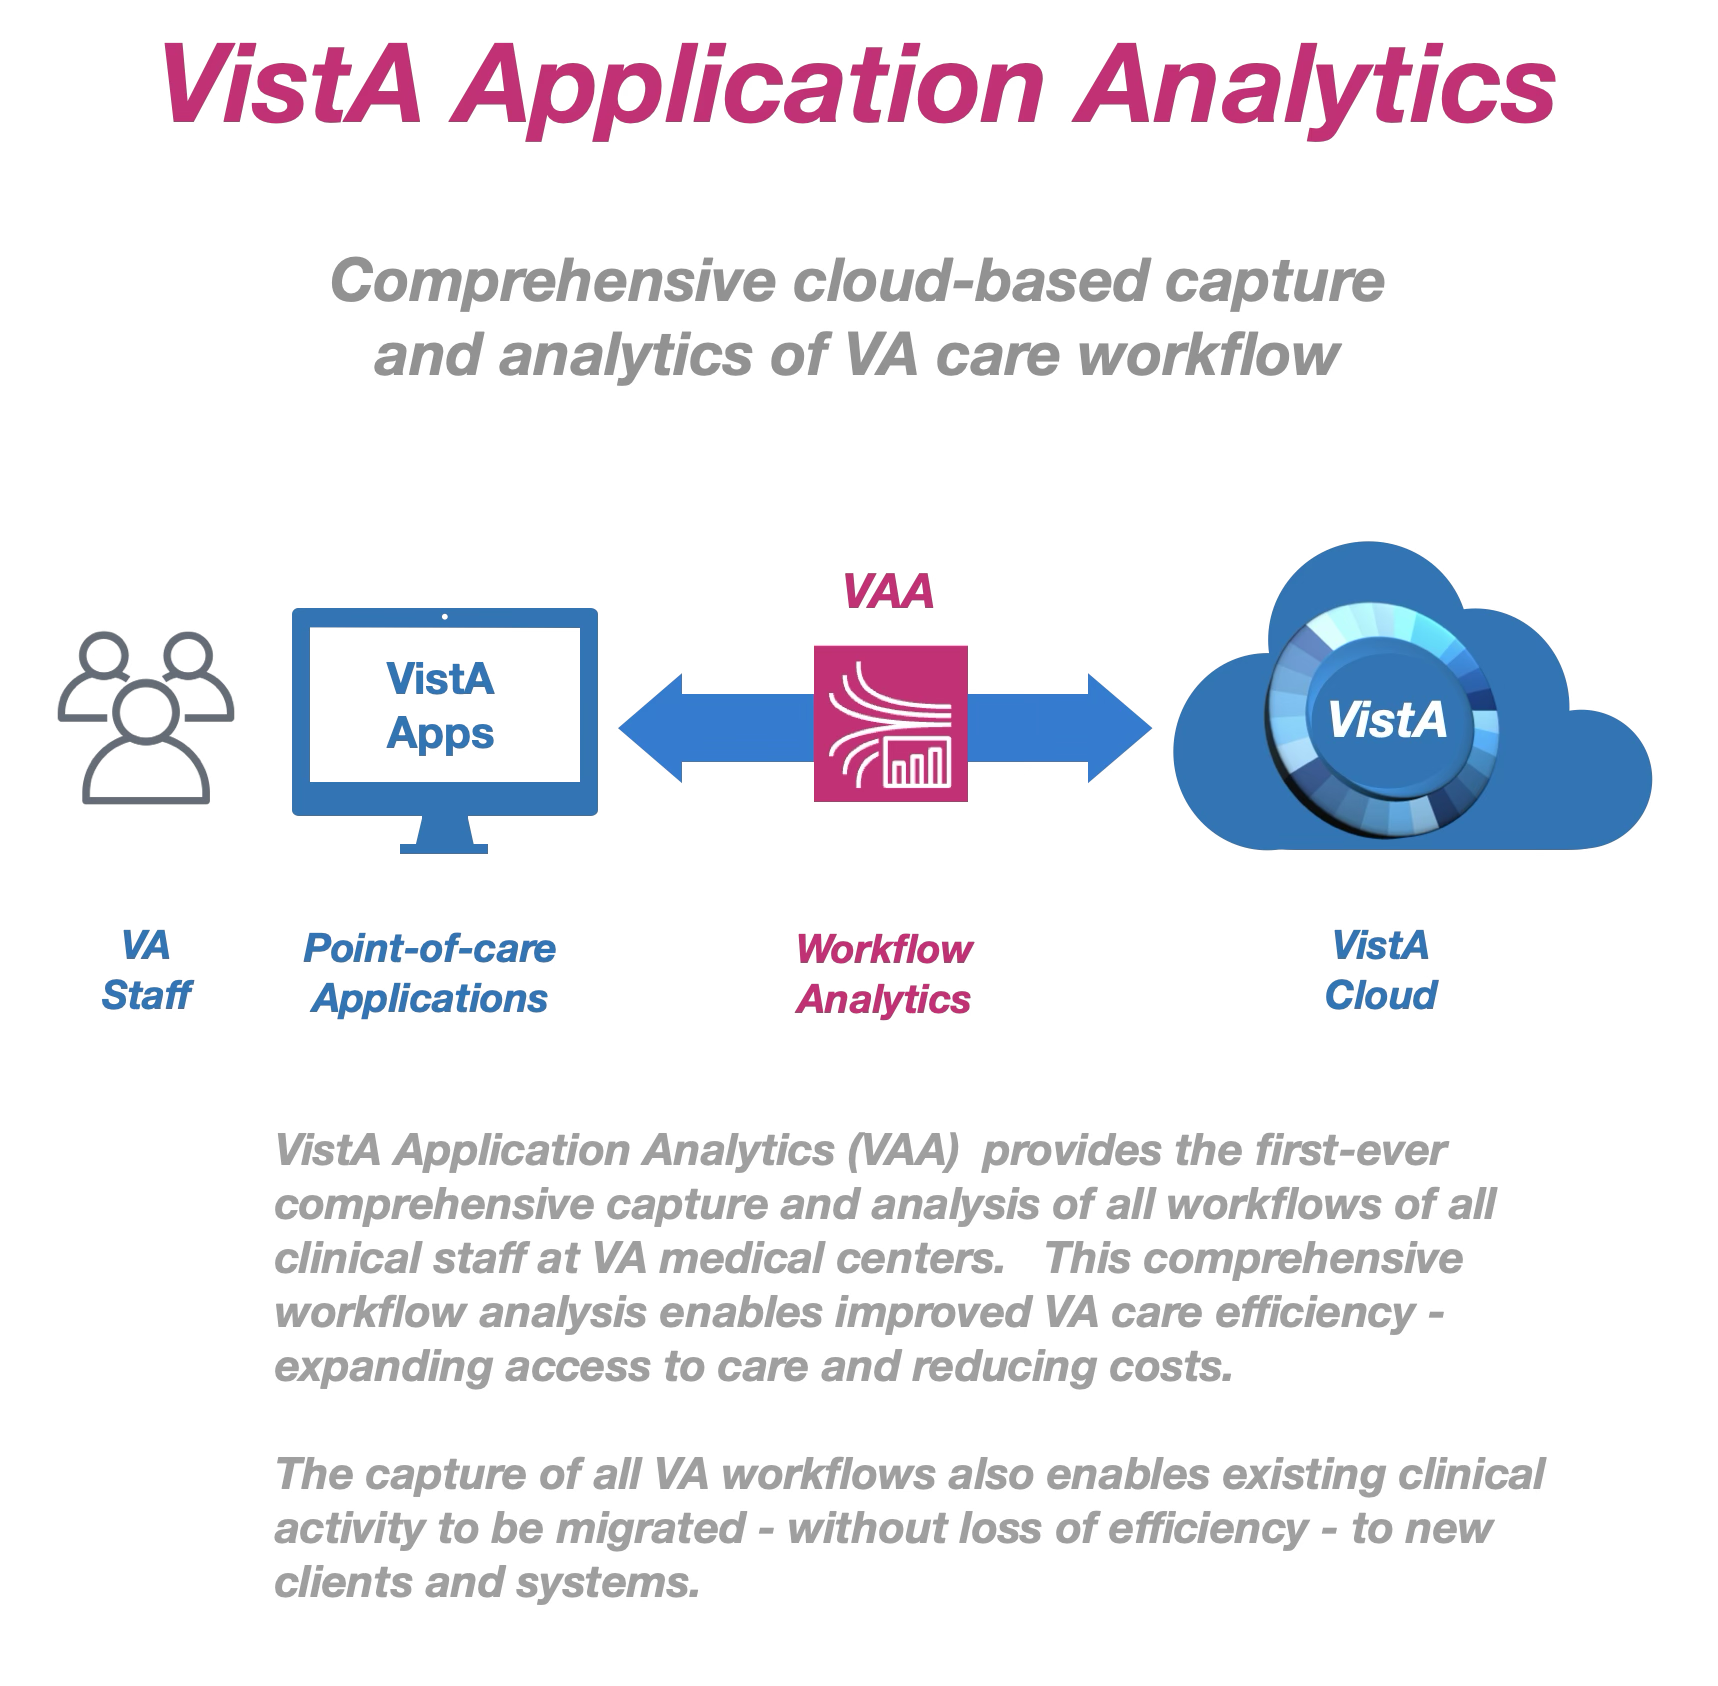 VistA Application Analytics
Comprehensive cloud-based capture
and analytics of VA care workflow
VAA
VistA
Apps
VistA
VA
Staff
Point-of-care
Applications
Workflow
Analytics
VistA
Cloud
VistA Application Analytics (VAA)  provides the first-ever
comprehensive capture and analysis of all workflows of all
clinical staff at VA medical centers.   This comprehensive
workflow analysis enables improved VA care efficiency -
expanding access to care and reducing costs.
The capture of all VA workflows also enables existing clinical
activity to be migrated - without loss of efficiency - to new
clients and systems.